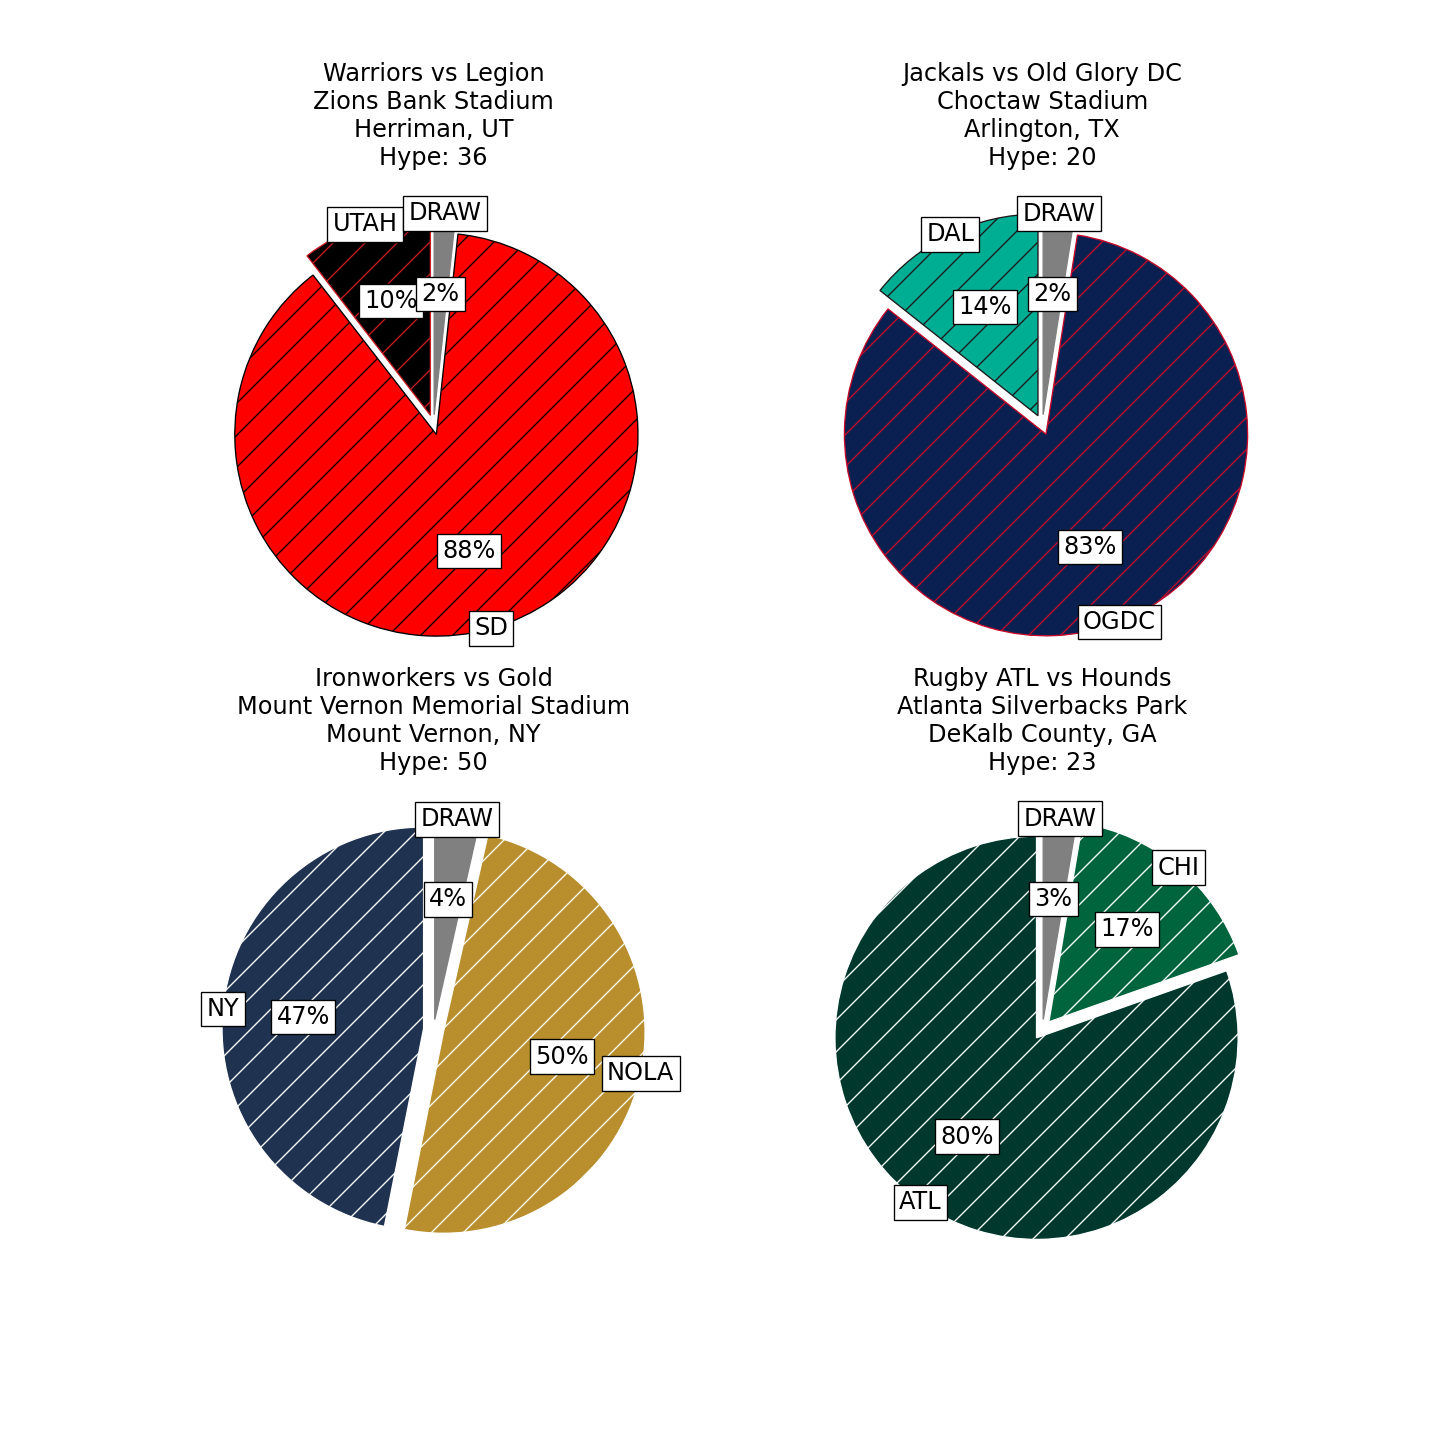 Warriors vs Legion
Zions Bank Stadium
Herriman, UT
Hype: 36
UTAH
DRAW
10%
2%
88%
SD
Jackals vs Old Glory DC
Choctaw Stadium
Arlington, TX
Hype: 20
DAL
DRAW
14%
2%
83%
OGDC
Ironworkers vs Gold
Mount Vernon Memorial Stadium
Mount Vernon, NY
Hype: 50
DRAW
4%
NY
47%
50%
NOLA
Rugby ATL vs Hounds
Atlanta Silverbacks Park
DeKalb County, GA
Hype: 23
DRAW
CHI
3%
17%
80%
ATL